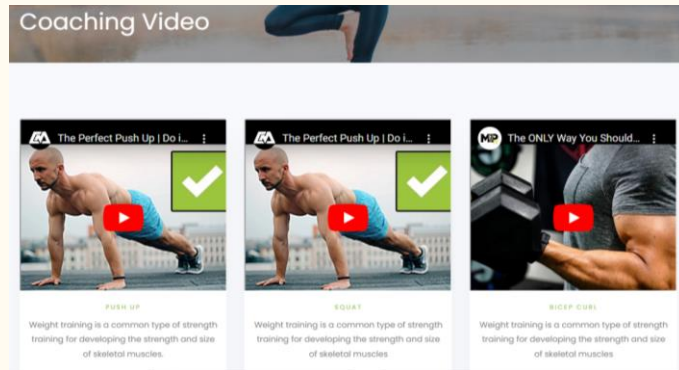 Coaching Video
The Perfect Push Up | Do i...
The Perfect Push Up | Do i...
The ONLY Way You Should...
MP
PUSH UP
Weight training is a common type of strength
training for developing the strength and size
of skeletal muscles.
SQUAT
Weight training is a common type of strength
training for developing the strength and size
of skeletal muscles
BICEP CURL
Weight training is a common type of strength
training for developing the strength and size
of skeletal muscles.